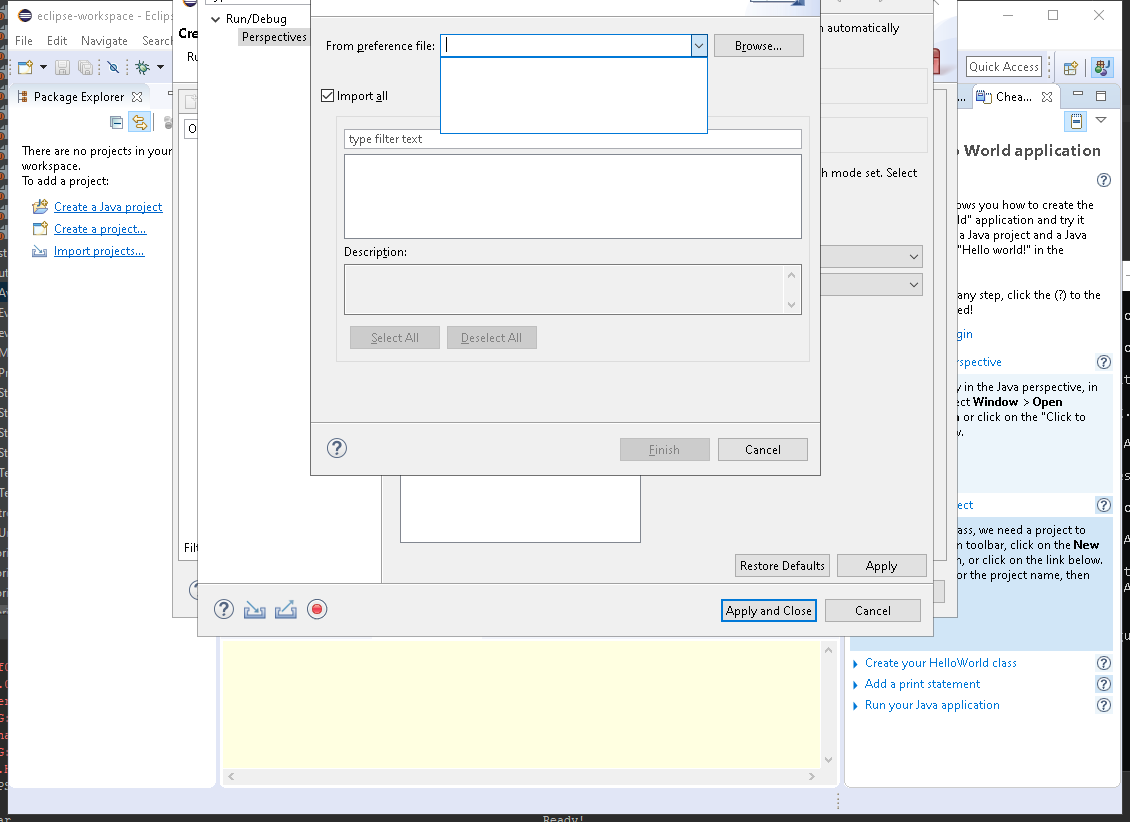 eclipse-workspace - Eclips
File Edit Navigate Search
Quick Access
Package Explorer
There are no projects in your
workspace.
To add a project:
Create a Java project
Create a project...
Import projects...
Cre
Ru
Run/Debug
Perspectives
From preference file:
Browse...
Import all
type filter text
Description:
Select All
Deselect All
Finish
Cancel
automatically
h mode set. Select
Restore Defaults
Apply
Apply and Close
Cancel
Filt
Chea...
World application
ows you how to create the
ld" application and try it
a Java project and a Java
"Hello world!" in the
any step, click the (?) to the
ed!
gin
rspective
y in the Java perspective, in
ect Window > Open
or click on the "Click to
w.
ect
ass, we need a project to
n toolbar, click on the New
n, or click on the link below.
or the project name, then
Create your HelloWorld class
Add a print statement
Run your Java application
Ready!